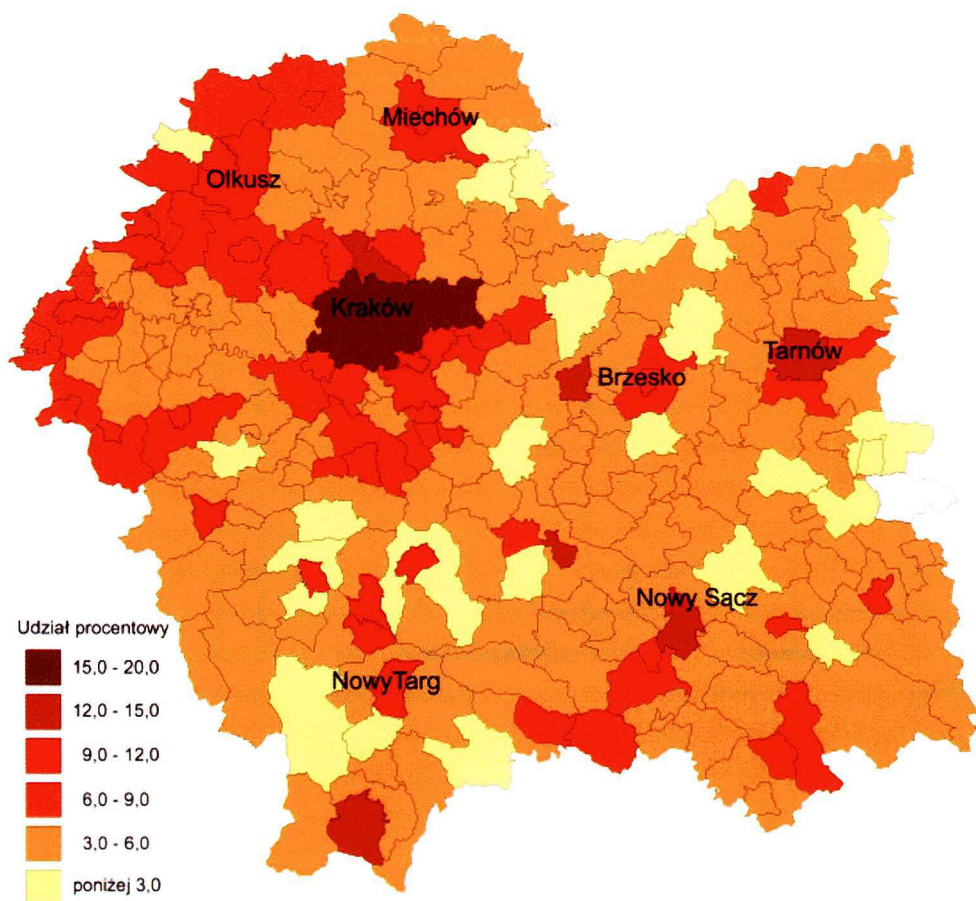 Miechów
Olkusz
Kraków
Tarnów
Brzesko
Nowy Sącz
NowyTarg
Udział procentowy
15,0 - 20,0
12,0 - 15,0
9,0 - 12,0
6,0 - 9,0
3,0 - 6,0
poniżej 3,0